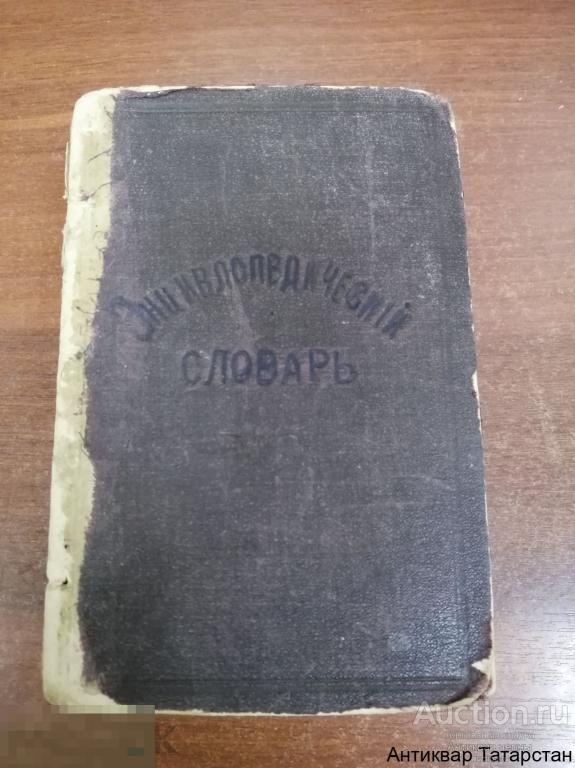 Энциклопедическій
словарь
Auction.ru
Антиквар Татарстан